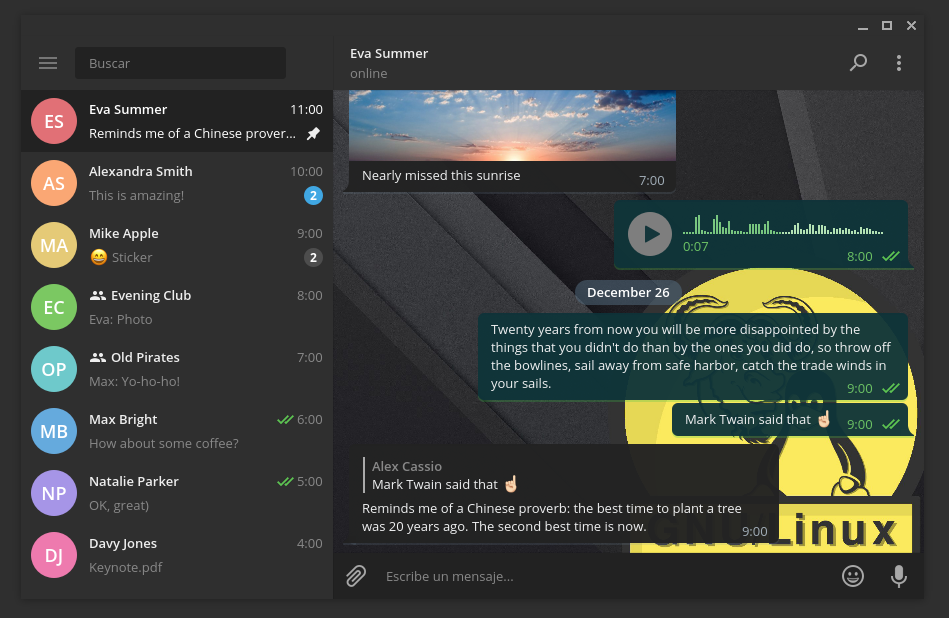 Buscar
ES
Eva Summer
11:00
Reminds me of a Chinese prover...
AS
Alexandra Smith
10:00
This is amazing!
2
MA
Mike Apple
9:00
😄 Sticker
2
EC
Evening Club
8:00
Eva: Photo
OP
Old Pirates
7:00
Max: Yo-ho-ho!
MB
Max Bright
6:00
How about some coffee?
NP
Natalie Parker
5:00
OK, great)
DJ
Davy Jones
4:00
Keynote.pdf
Eva Summer
online
Nearly missed this sunrise
7:00
0:07
8:00
December 26
Twenty years from now you will be more disappointed by the
things that you didn't do than by the ones you did do, so throw off
the bowlines, sail away from safe harbor, catch the trade winds in
your sails.
9:00
Mark Twain said that ☝🏻
9:00
Alex Cassio
Mark Twain said that ☝🏻
Reminds me of a Chinese proverb: the best time to plant a tree
was 20 years ago. The second best time is now.
9:00
GNU/Linux
Escribe un mensaje...